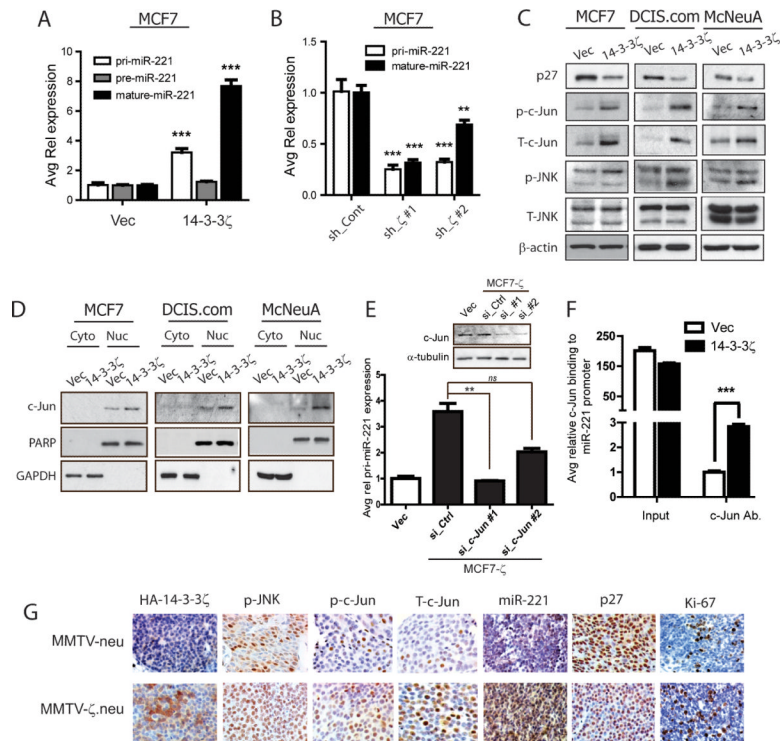 A
MCF7
Avg Rel expression
10
8
6
4
2
0
pri-miR-221
pre-miR-221
mature-miR-221
***
***
Vec
14-3-3ζ
B
MCF7
Avg Rel expression
1.5
1.0
0.5
0.0
pri-miR-221
mature-miR-221
*** ***
*** **
sh_Cont
sh_ζ #1
sh_ζ #2
C
MCF7 DCIS.com McNeuA
Vec 14-3-3ζ Vec 14-3-3ζ Vec 14-3-3ζ
p27
p-c-Jun
T-c-Jun
p-JNK
T-JNK
β-actin
D
MCF7 DCIS.com McNeuA
Cyto Nuc Cyto Nuc Cyto Nuc
Vec 14-3-3ζ Vec 14-3-3ζ Vec 14-3-3ζ Vec 14-3-3ζ Vec 14-3-3ζ Vec 14-3-3ζ
c-Jun
PARP
GAPDH
E
MCF7-ζ
Vec si_Ctrl si_#1 si_#2
c-Jun
α-tubulin
Avg rel pri-miR-221 expression
5
4
3
2
1
0
ns
**
Vec
si_Ctrl
si_c-Jun #1
si_c-Jun #2
MCF7-ζ
F
Vec
14-3-3ζ
Avg relative c-Jun binding to
miR-221 promoter
250
200
150
100
50
3
2
1
0
***
Input
c-Jun Ab.
G
HA-14-3-3ζ p-JNK p-c-Jun T-c-Jun miR-221 p27 Ki-67
MMTV-neu
MMTV-ζ.neu